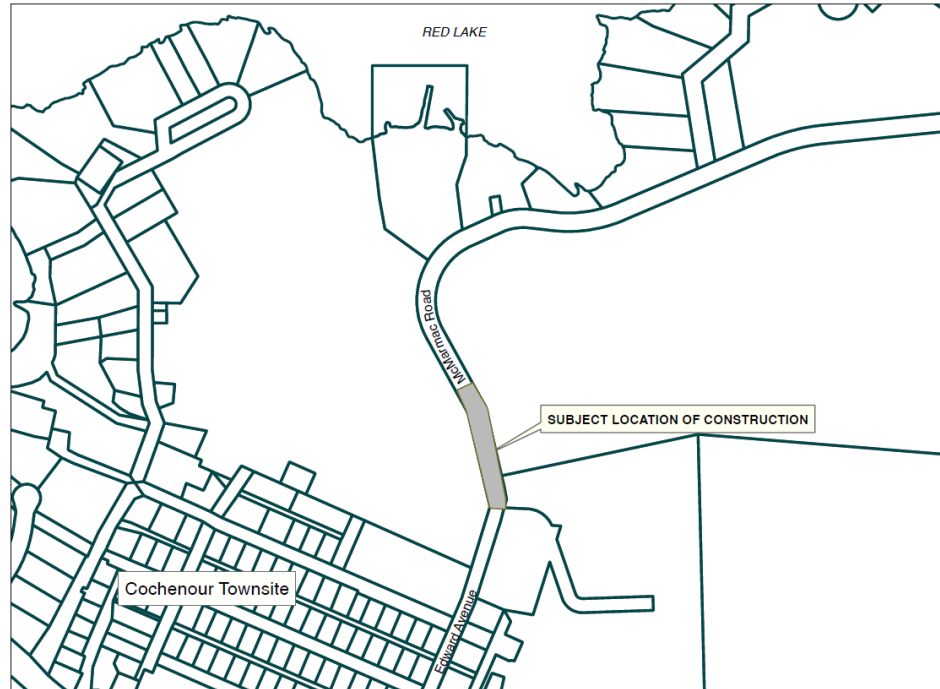 RED LAKE
McMarmac Road
SUBJECT LOCATION OF CONSTRUCTION
Cochenour Townsite
Edward Avenue